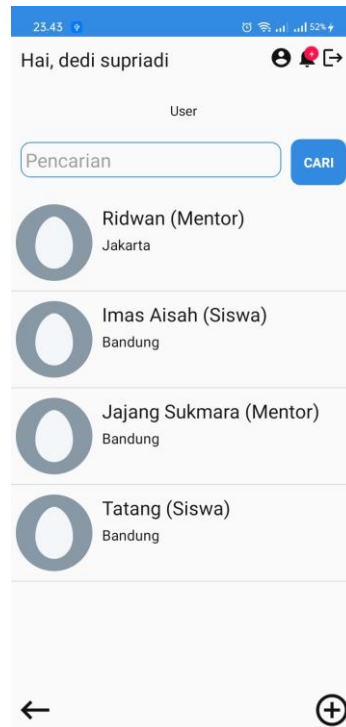 23.43 52%
Hai, dedi supriadi
User
Pencarian CARI
Ridwan (Mentor)
Jakarta
Imas Aisah (Siswa)
Bandung
Jajang Sukmara (Mentor)
Bandung
Tatang (Siswa)
Bandung